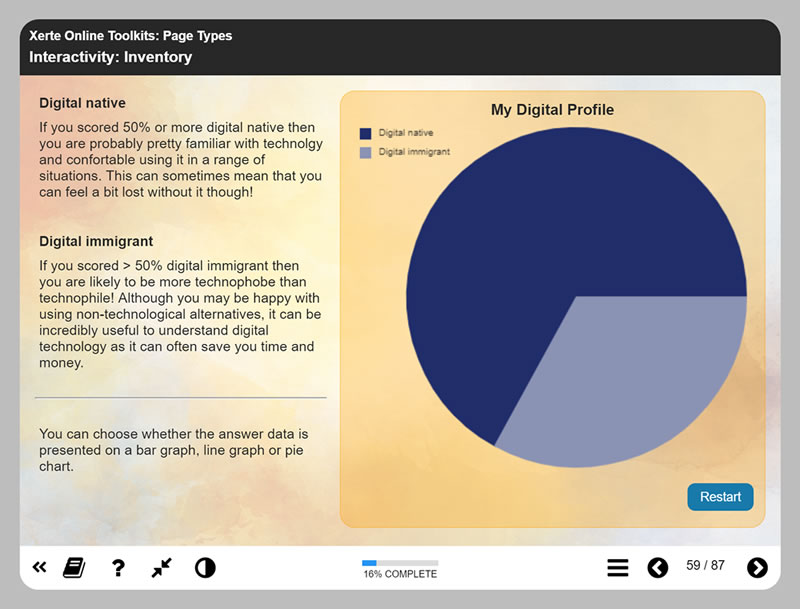 Xerte Online Toolkits: Page Types
Interactivity: Inventory
Digital native
If you scored 50% or more digital native then
you are probably pretty familiar with technolgy
and confortable using it in a range of
situations. This can sometimes mean that you
can feel a bit lost without it though!
Digital immigrant
If you scored > 50% digital immigrant then
you are likely to be more technophobe than
technophile! Although you may be happy with
using non-technological alternatives, it can be
incredibly useful to understand digital
technology as it can often save you time and
money.
You can choose whether the answer data is
presented on a bar graph, line graph or pie
chart.
My Digital Profile
Digital native
Digital immigrant
Restart
?
16% COMPLETE
59 / 87